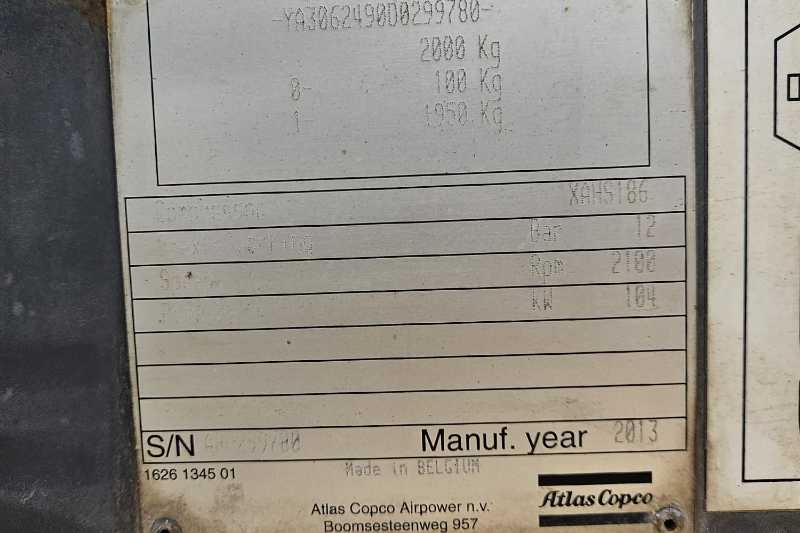 -YA3062490D0299780-
2000 Kg
0- 100 Kg
1- 1950 Kg
Compressor XAHS186
Bar 12
Rpm 2100
kW 104
S/N Manuf. year 2013
1626 1345 01
Made in BELGIUM
Atlas Copco
Atlas Copco Airpower n.v.
Boomsesteenweg 957